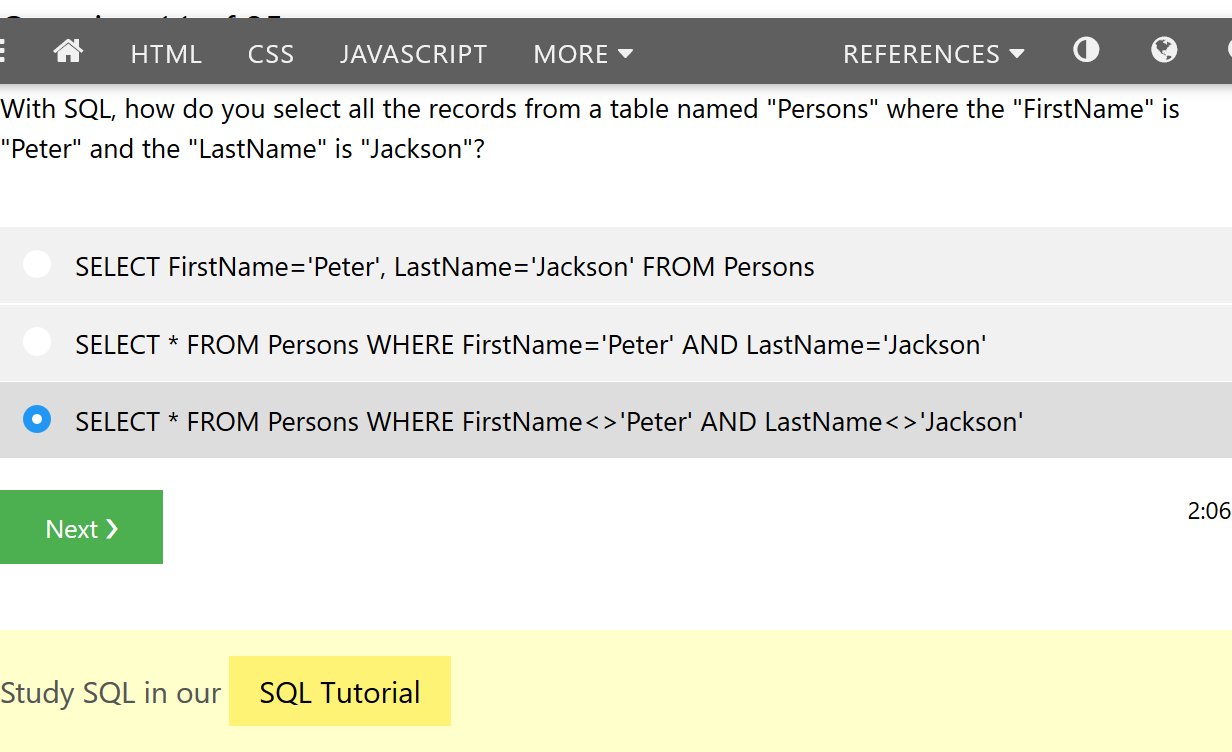 HTML CSS JAVASCRIPT MORE REFERENCES
With SQL, how do you select all the records from a table named "Persons" where the "FirstName" is
"Peter" and the "LastName" is "Jackson"?
SELECT FirstName='Peter', LastName='Jackson' FROM Persons
SELECT * FROM Persons WHERE FirstName='Peter' AND LastName='Jackson'
SELECT * FROM Persons WHERE FirstName<>'Peter' AND LastName<>'Jackson'
Next ❯
2:06
Study SQL in our SQL Tutorial